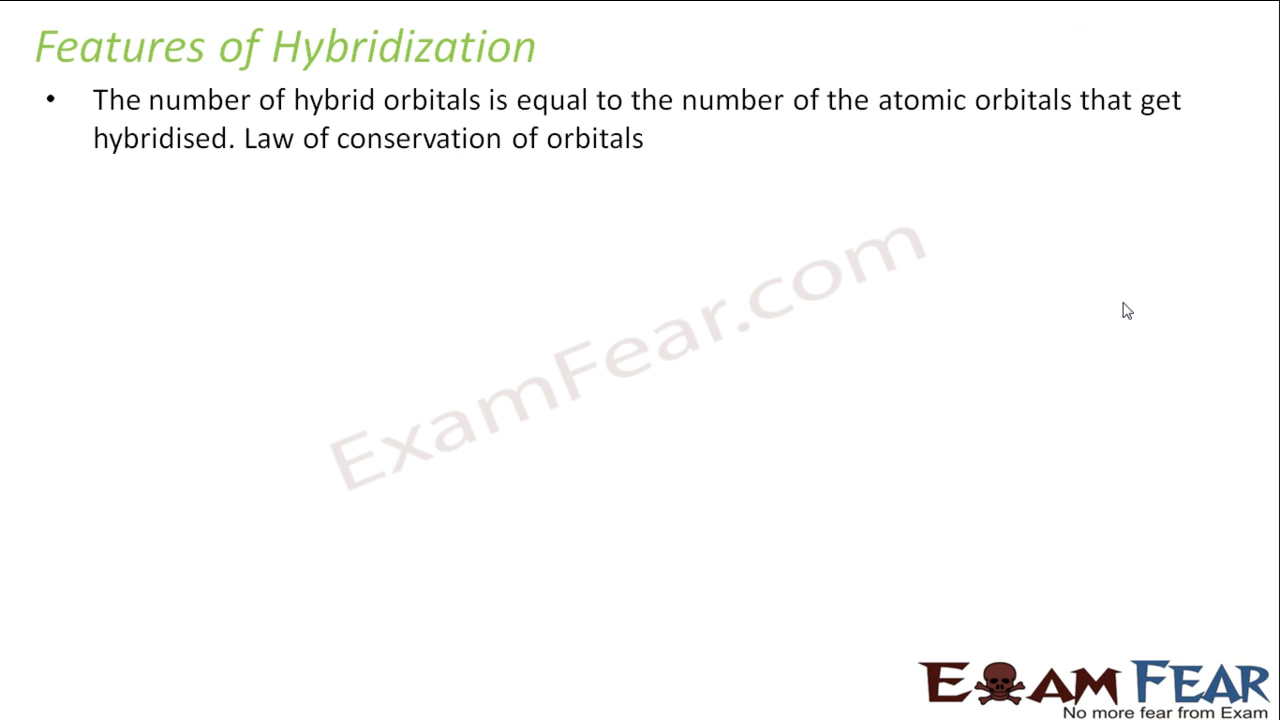 Features of Hybridization
• The number of hybrid orbitals is equal to the number of the atomic orbitals that get
hybridised. Law of conservation of orbitals
ExamFear.com
EXAM FEAR
No more fear from Exam